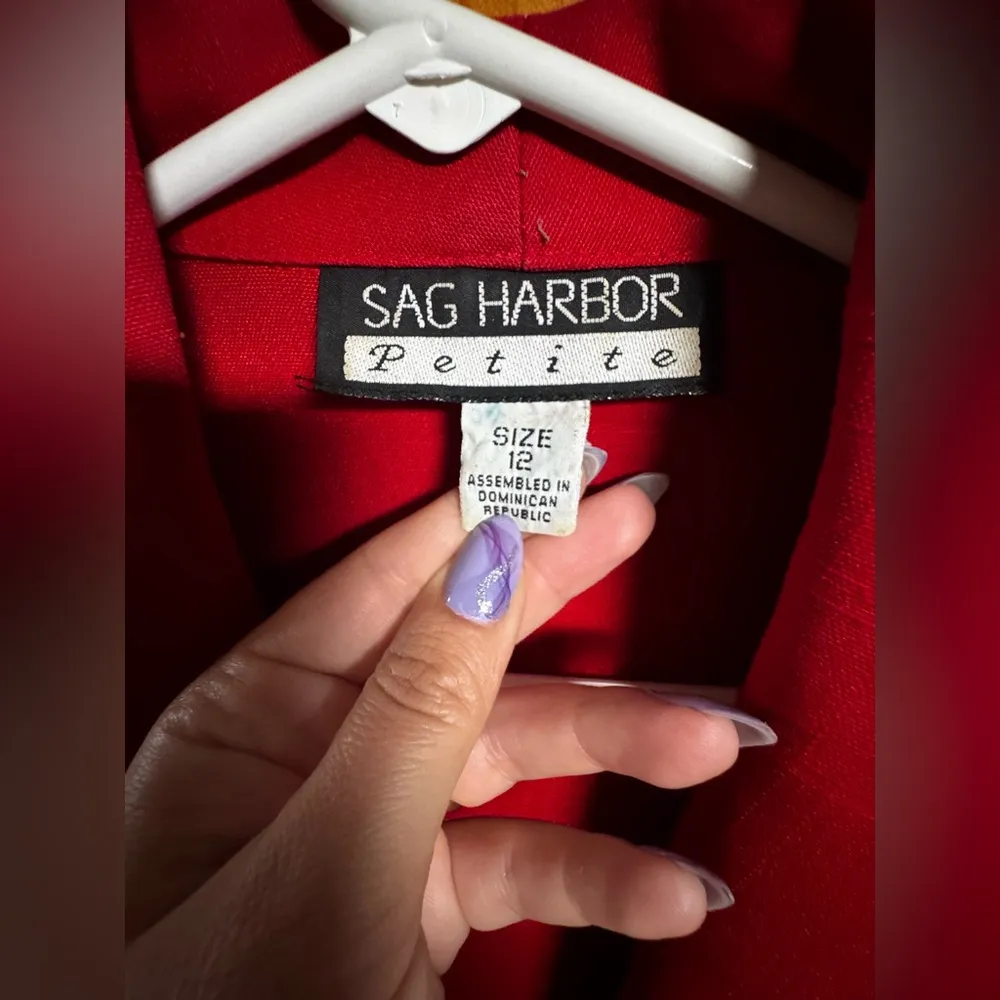 SAG HARBOR
Petite
SIZE
12
ASSEMBLED IN
DOMINICAN
REPUBLIC